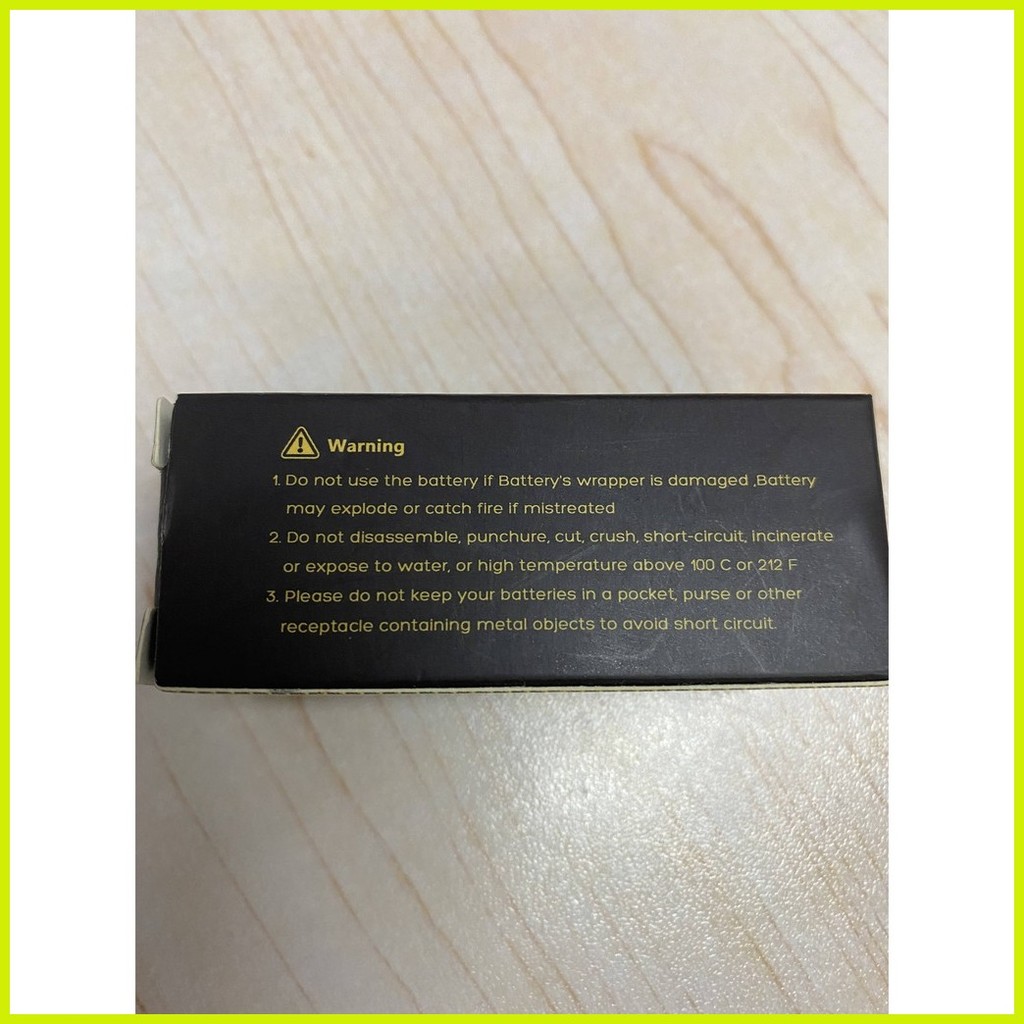 Warning
1. Do not use the battery if Battery's wrapper is damaged ,Battery
may explode or catch fire if mistreated
2. Do not disassemble, punchure, cut, crush, short-circuit, incinerate
or expose to water, or high temperature above 100 C or 212 F
3. Please do not keep your batteries in a pocket, purse or other
receptacle containing metal objects to avoid short circuit.